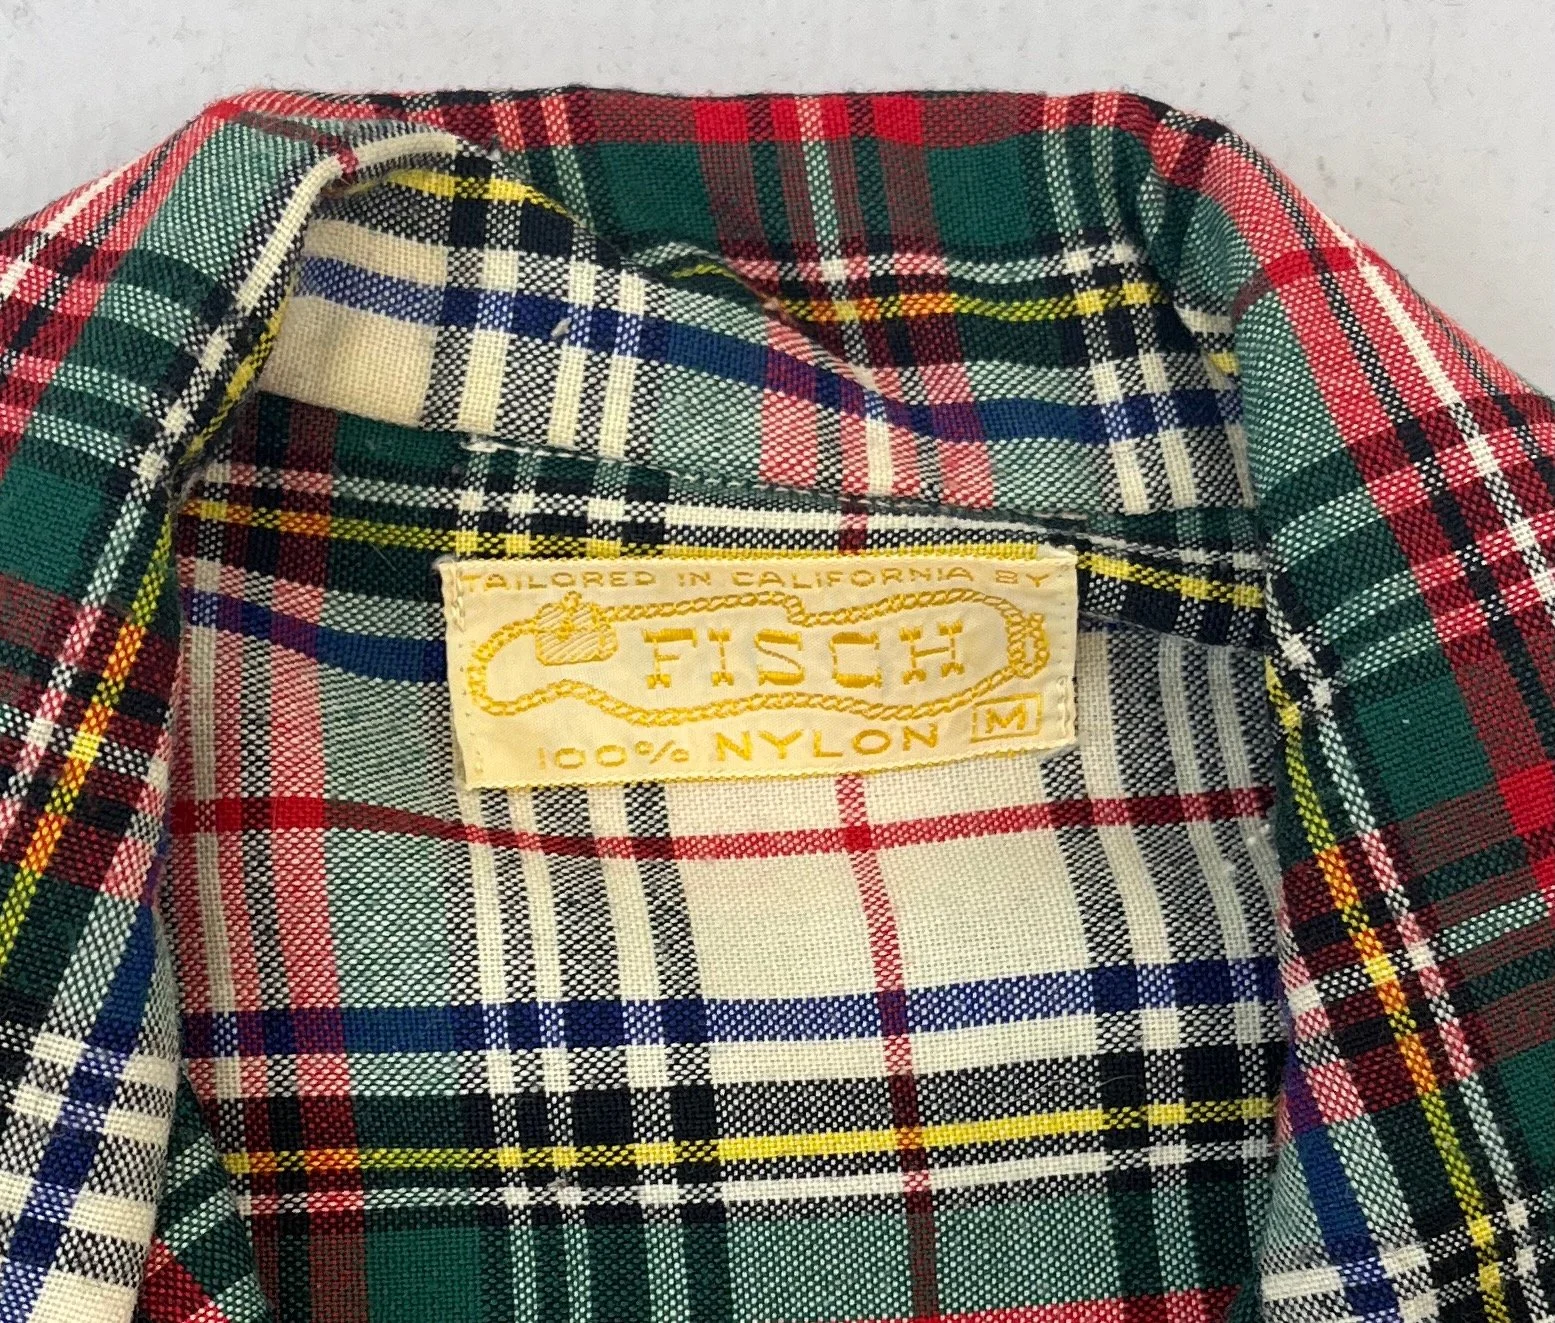 TAILORED IN CALIFORNIA BY
FISCH
100% NYLON M